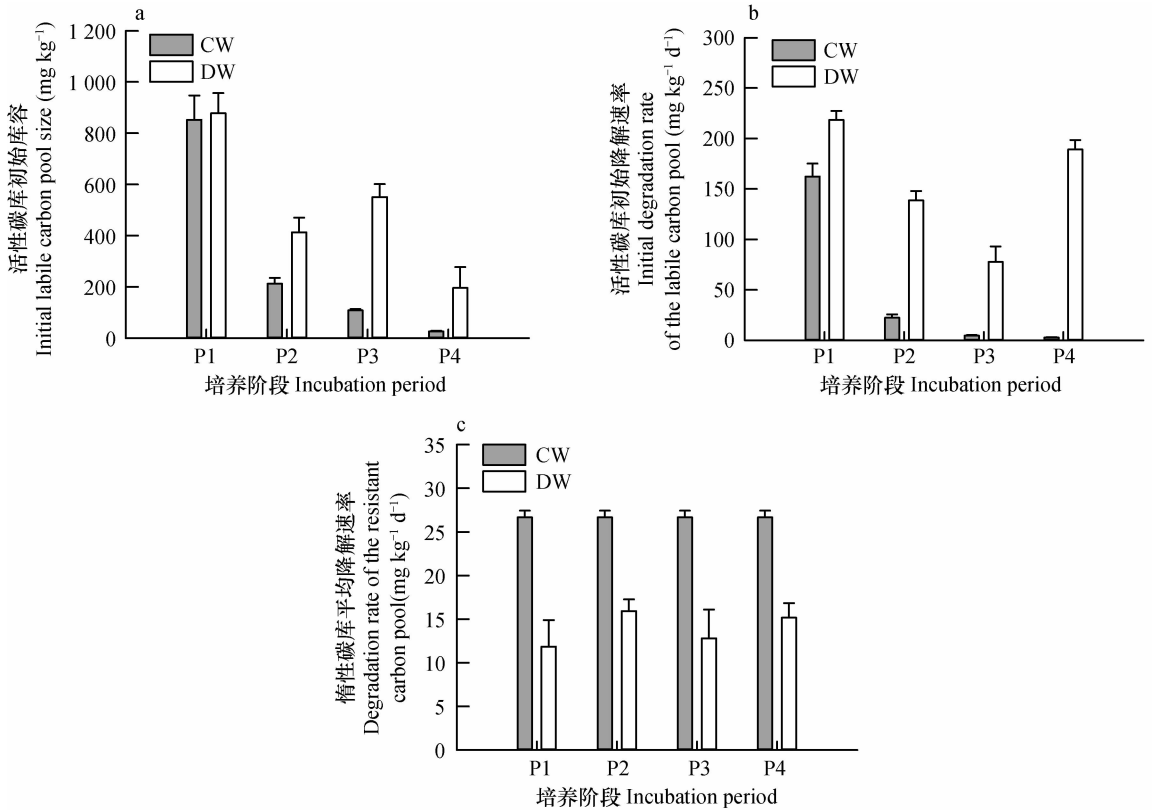 a
1 200
1 000
800
600
400
200
0
CW
DW
活性碳库初始库容
Initial labile carbon pool size (mg kg⁻¹)
P1 P2 P3 P4
培养阶段 Incubation period
b
300
250
200
150
100
50
0
CW
DW
活性碳库初始降解速率
Initial degradation rate
of the labile carbon pool (mg kg⁻¹ d⁻¹)
P1 P2 P3 P4
培养阶段 Incubation period
c
35
30
25
20
15
10
5
0
CW
DW
惰性碳库平均降解速率
Degradation rate of the resistant
carbon pool(mg kg⁻¹ d⁻¹)
P1 P2 P3 P4
培养阶段 Incubation period